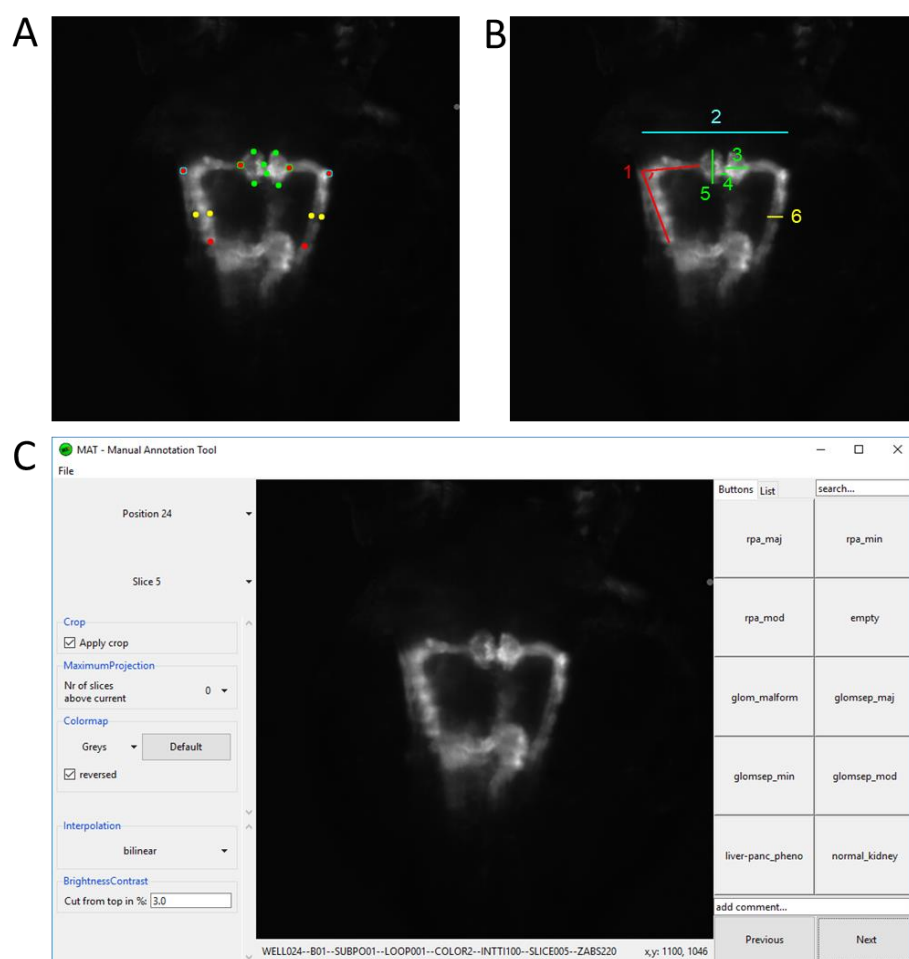 A
B
2
1
3
4
5
6
C
MAT - Manual Annotation Tool
File
Position 24
Slice 5
Crop
Apply crop
MaximumProjection
Nr of slices
above current
0
Colormap
Greys
Default
reversed
Interpolation
bilinear
BrightnessContrast
Cut from top in %: 3.0
WELL024--B01--SUBPO01--LOOP001--COLOR2--INTTI100--SLICE005--ZABS220
x,y: 1100, 1046
Buttons
List
search...
rpa_maj
rpa_min
rpa_mod
empty
glom_malform
glomsep_maj
glomsep_min
glomsep_mod
liver-panc_pheno
normal_kidney
add comment...
Previous
Next